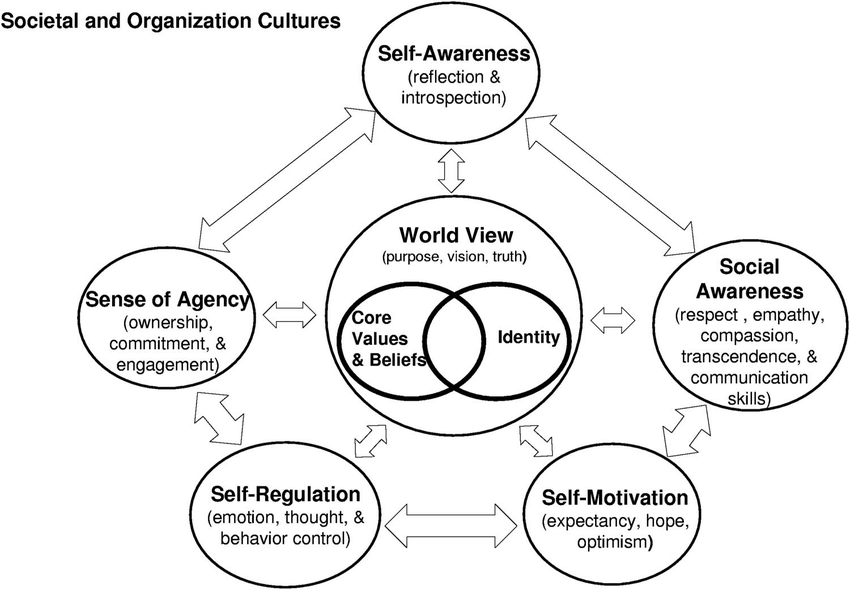 Societal and Organization Cultures
Self-Awareness
(reflection &
introspection)
World View
(purpose, vision, truth)
Core
Values
& Beliefs
Identity
Sense of Agency
(ownership,
commitment, &
engagement)
Social
Awareness
(respect , empathy,
compassion,
transcendence, &
communication
skills)
Self-Regulation
(emotion, thought, &
behavior control)
Self-Motivation
(expectancy, hope,
optimism)